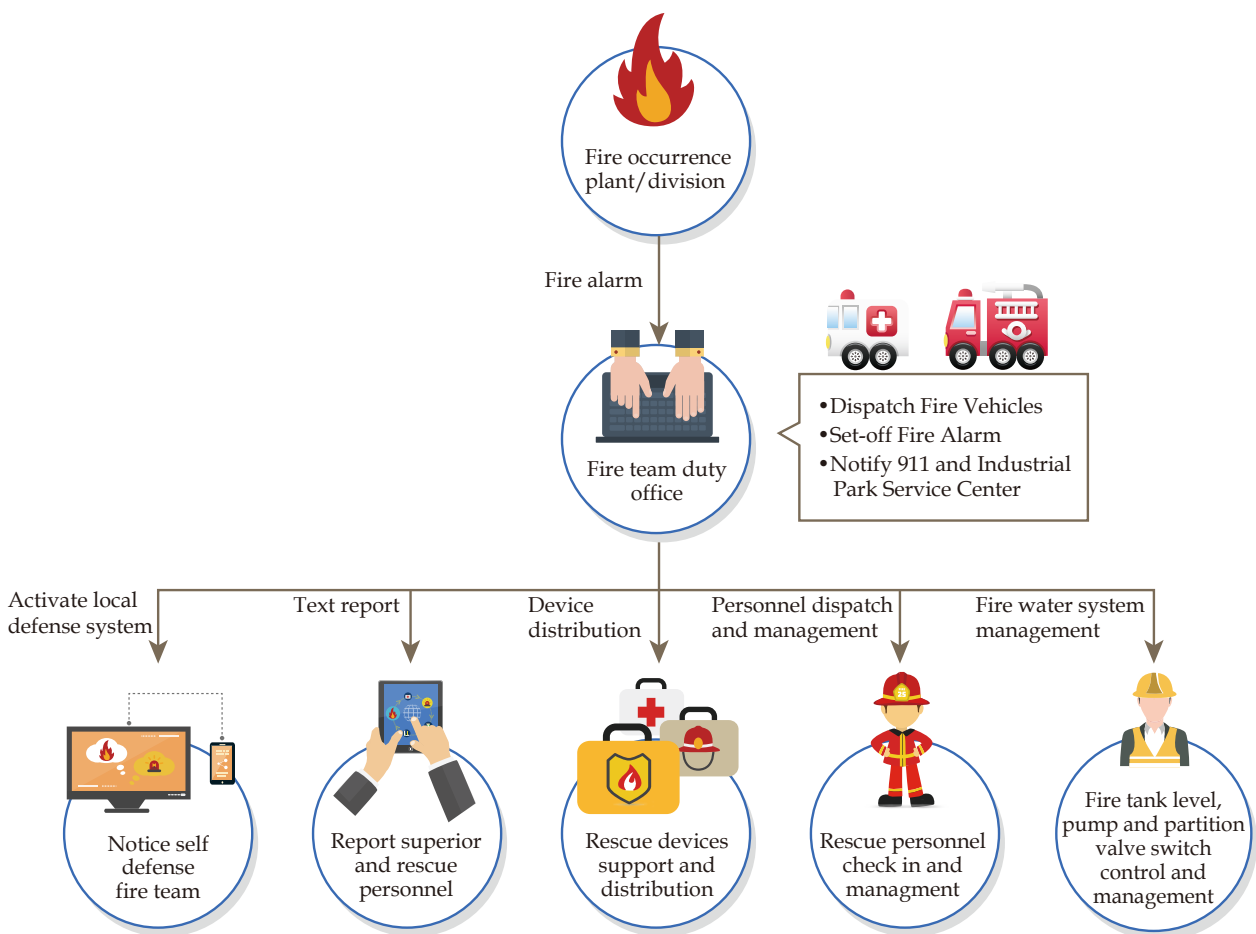 Fire occurrence
plant/division
Fire alarm
Fire team duty
office
•Dispatch Fire Vehicles
•Set-off Fire Alarm
•Notify 911 and Industrial
Park Service Center
Activate local
defense system
Text report
Device
distribution
Personnel dispatch
and management
Fire water system
management
Notice self
defense
fire team
Report superior
and rescue
personnel
Rescue devices
support and
distribution
Rescue personnel
check in and
managment
Fire tank level,
pump and partition
valve switch
control and
management